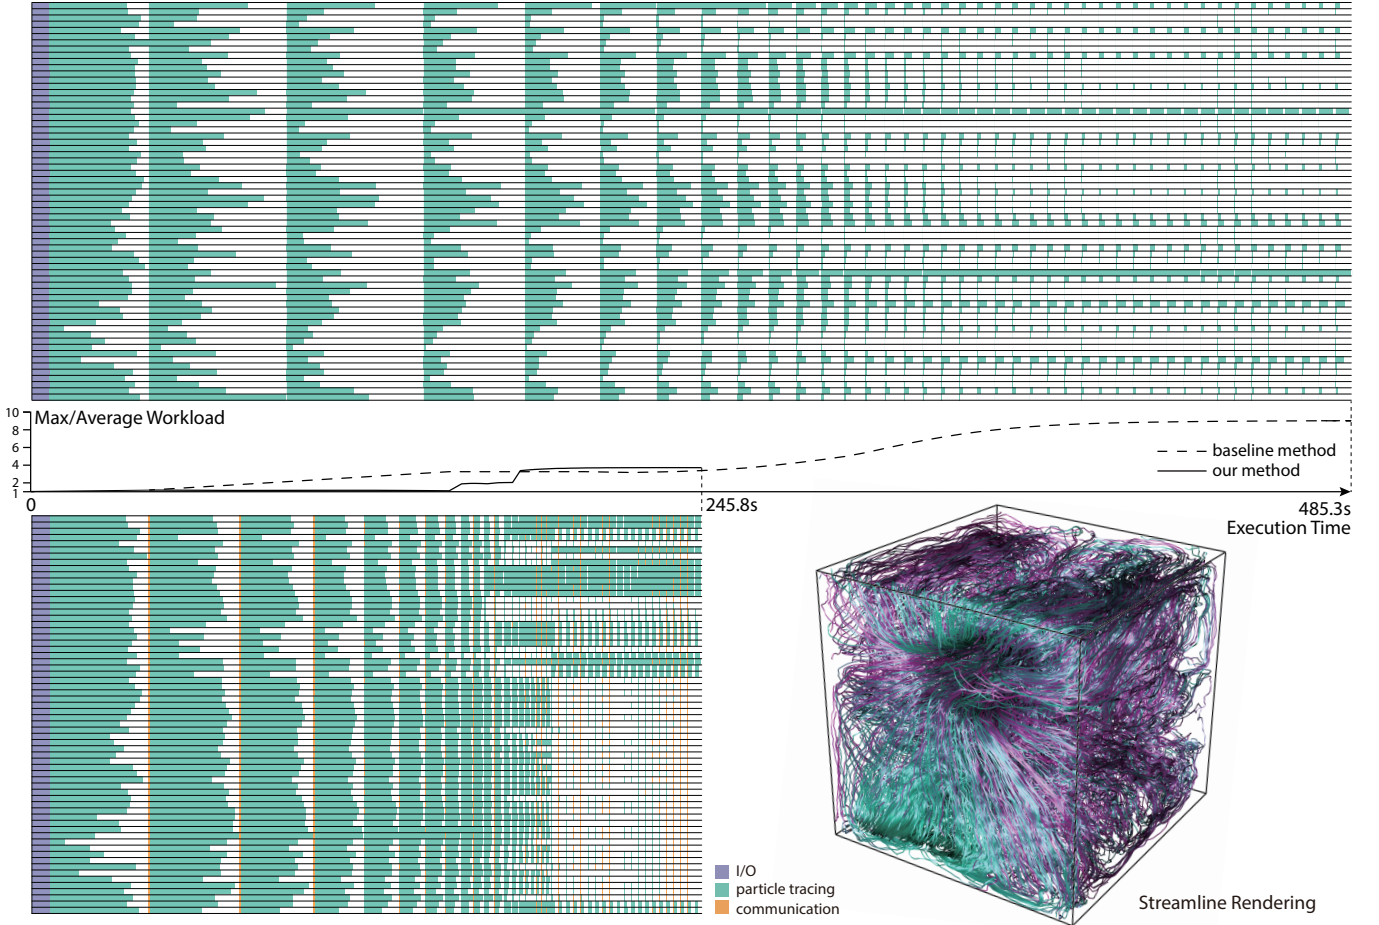 10
Max/Average Workload
8
6
4
2
1
baseline method
our method
0
245.8s
485.3s
Execution Time
I/O
particle tracing
communication
Streamline Rendering